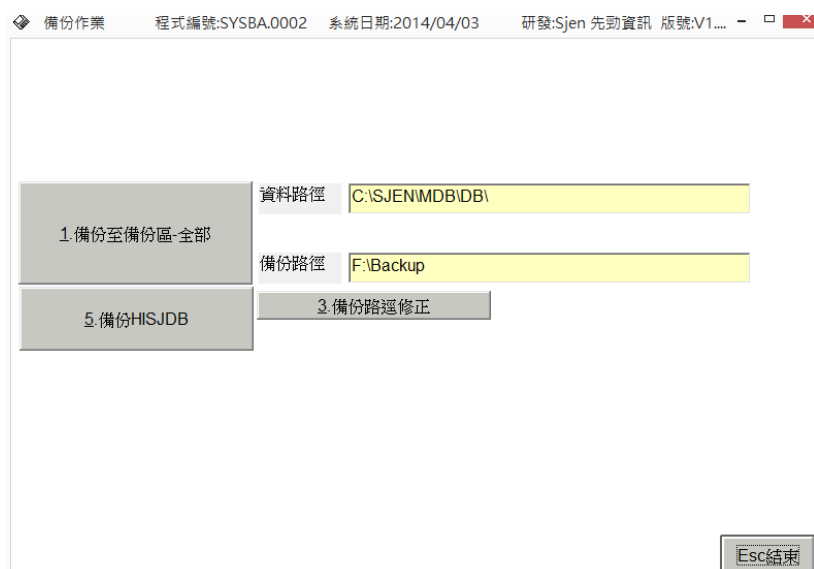 備份作業 程式編號:SYSBA.0002 系統日期:2014/04/03 研發:Sjen 先勁資訊 版號:V1....
資料路徑 C:\SJEN\MDB\DB\
1.備份至備份區-全部
備份路徑 F:\Backup
5.備份HISJDB
3.備份路逕修正
Esc結束